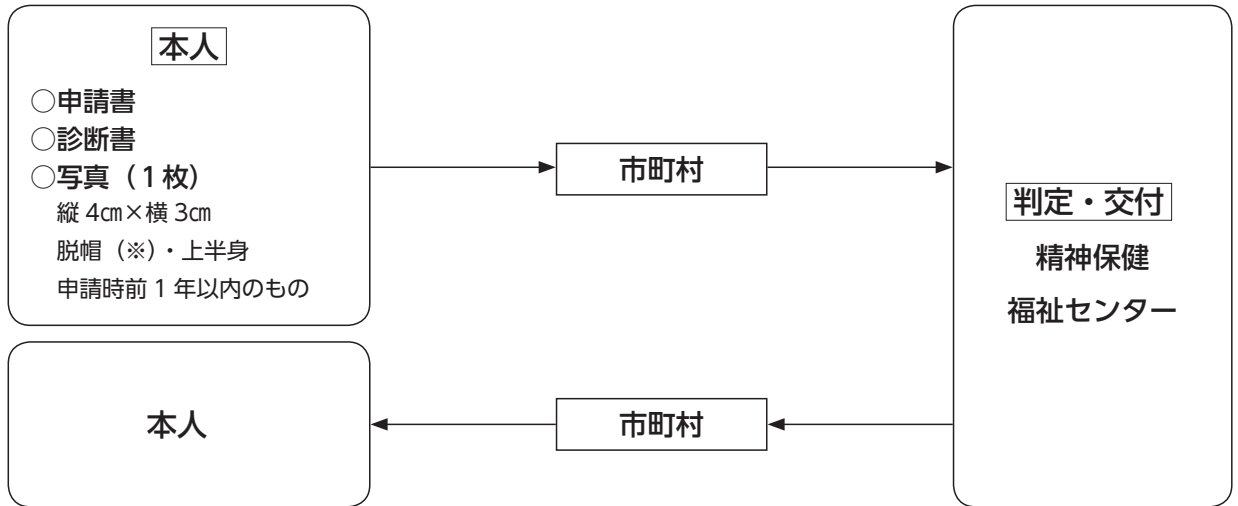 本人
○申請書
○診断書
○写真（1枚）
縦 4㎝×横 3㎝
脱帽（※）・上半身
申請時前 1 年以内のもの
市町村
判定・交付
精神保健
福祉センター
市町村
本人